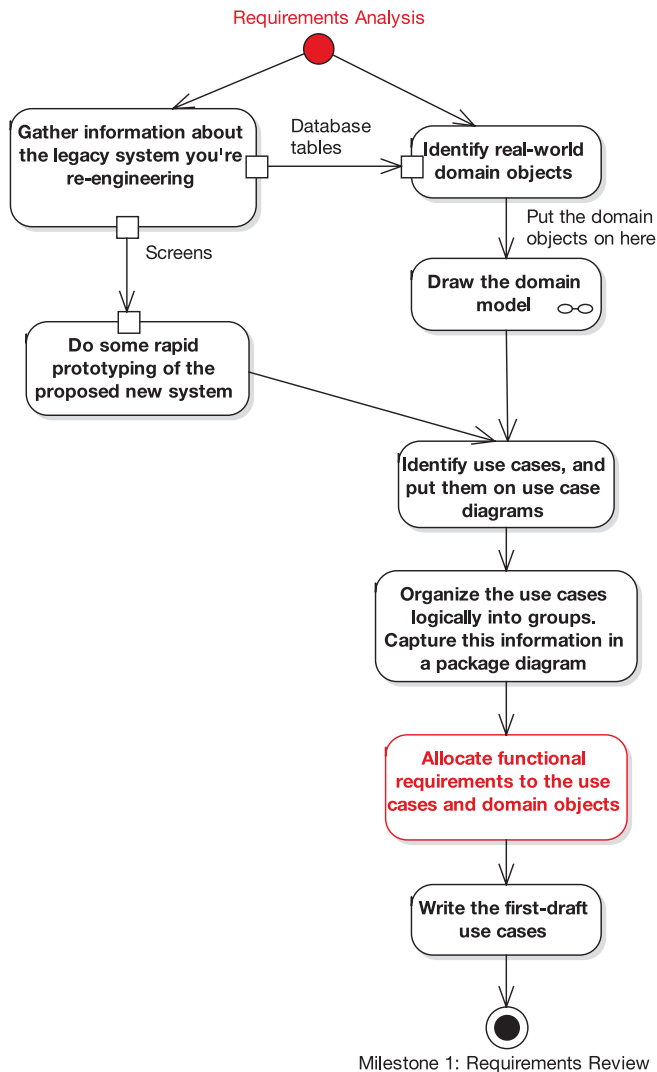 Requirements Analysis
Gather information about
the legacy system you're
re-engineering
Database
tables
Identify real-world
domain objects
Screens
Put the domain
objects on here
Draw the domain
model
Do some rapid
prototyping of the
proposed new system
Identify use cases, and
put them on use case
diagrams
Organize the use cases
logically into groups.
Capture this information in
a package diagram
Allocate functional
requirements to the use
cases and domain objects
Write the first-draft
use cases
Milestone 1: Requirements Review